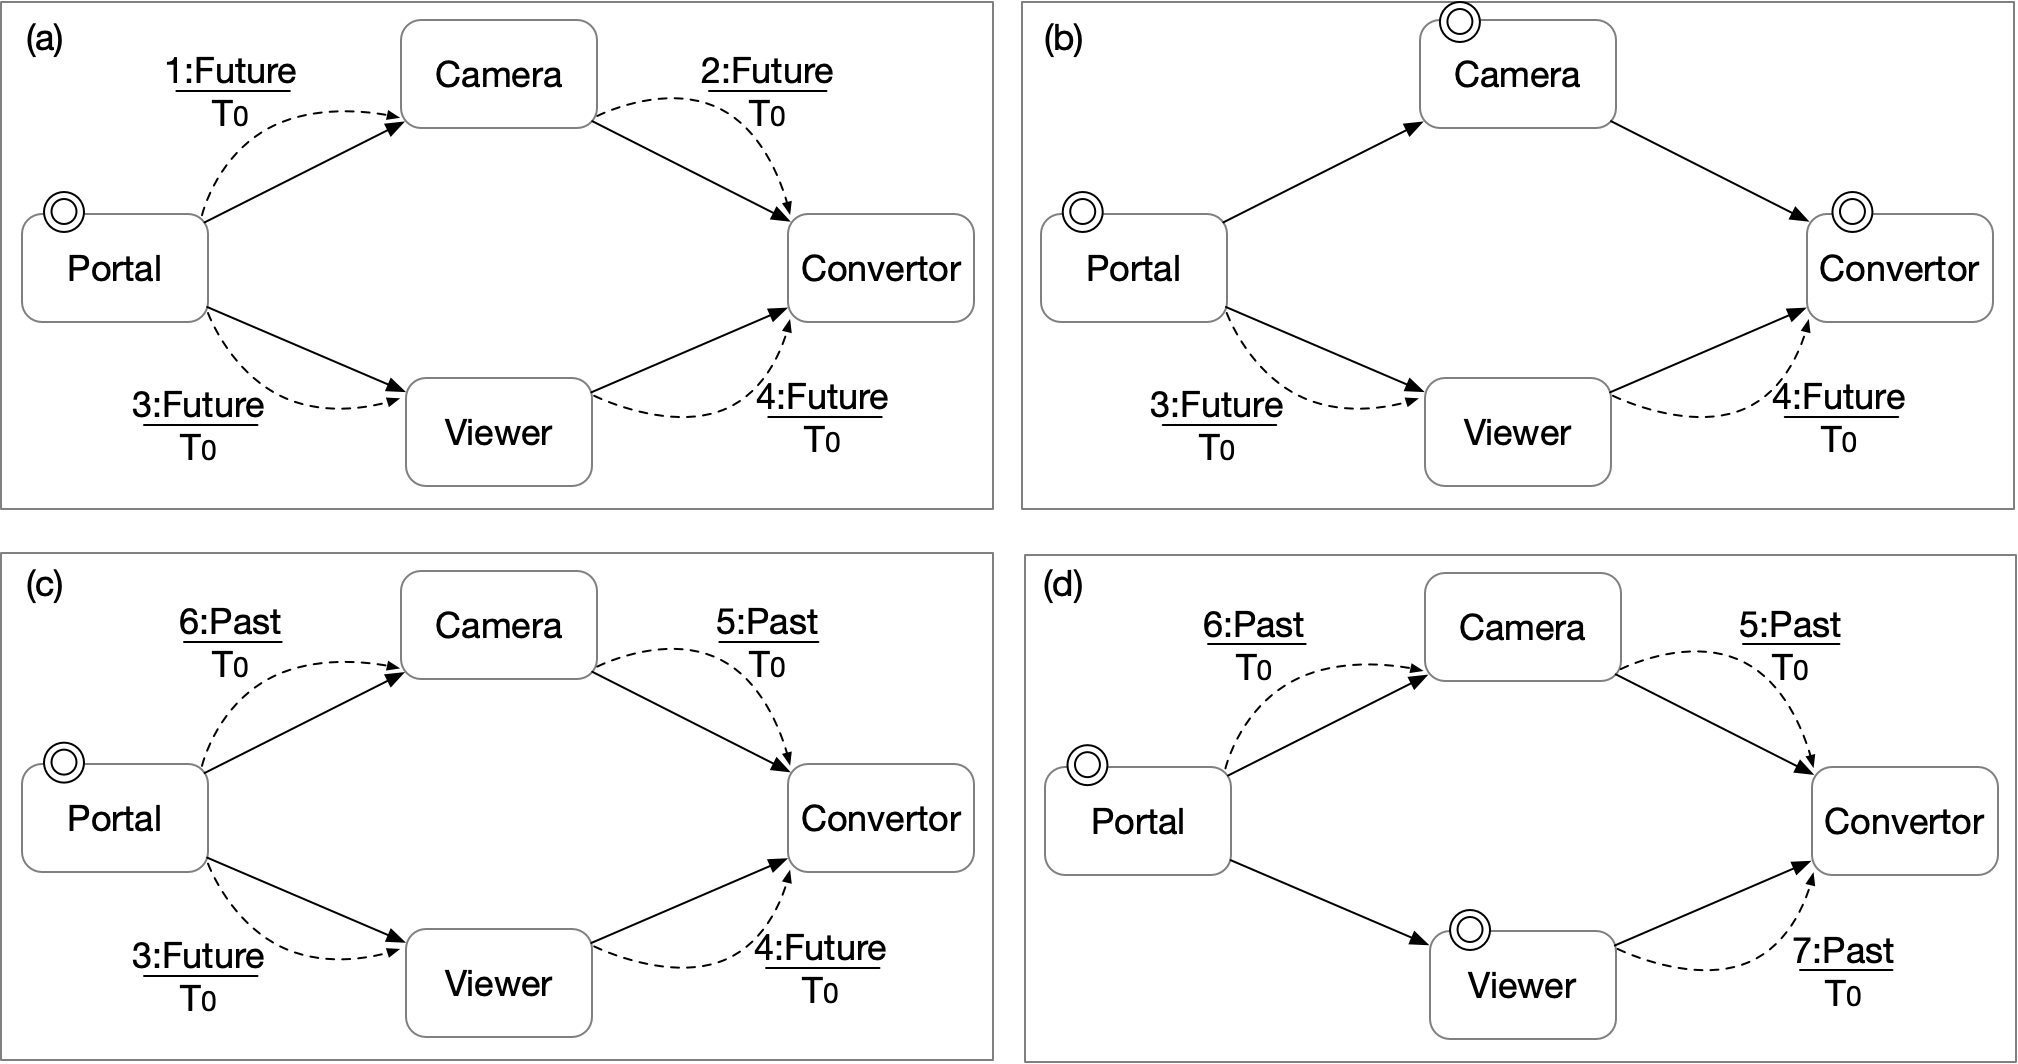 (a)
1:Future
T0
Camera
2:Future
T0
Portal
Convertor
3:Future
T0
Viewer
4:Future
T0
(b)
Camera
Portal
Convertor
3:Future
T0
Viewer
4:Future
T0
(c)
6:Past
T0
Camera
5:Past
T0
Portal
Convertor
3:Future
T0
Viewer
4:Future
T0
(d)
6:Past
T0
Camera
5:Past
T0
Portal
Convertor
Viewer
7:Past
T0